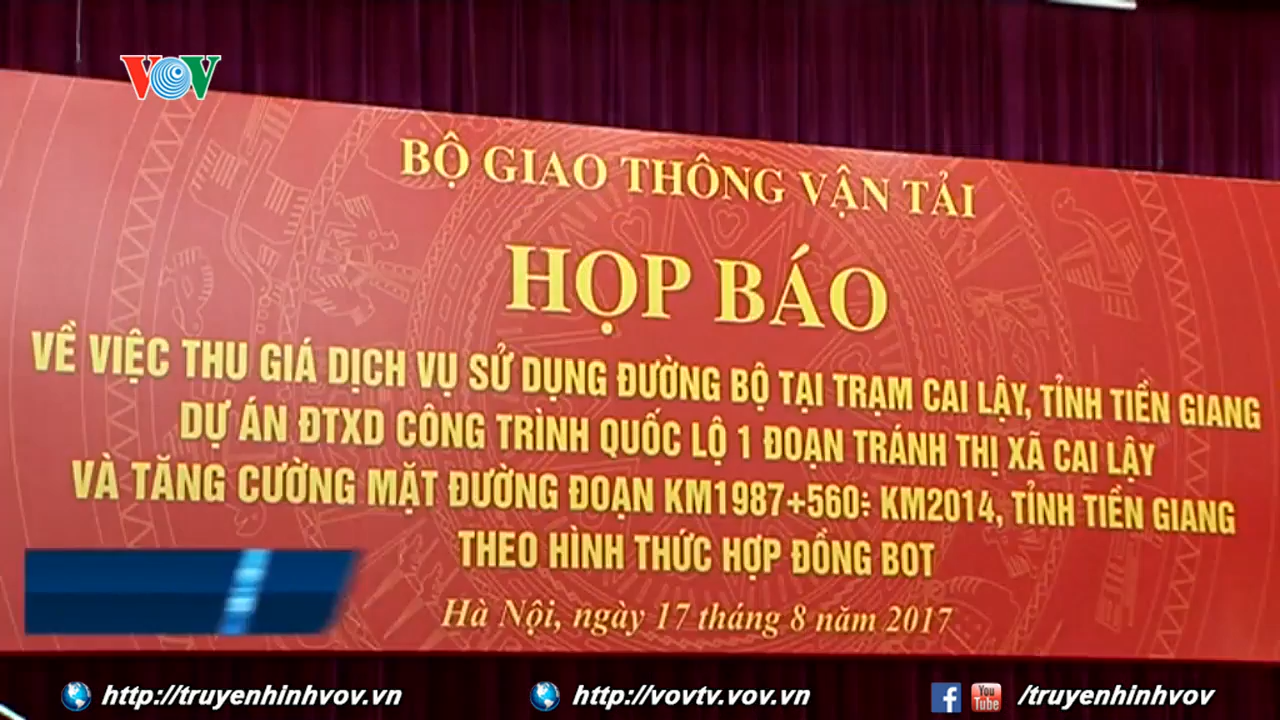 VOV
BỘ GIAO THÔNG VẬN TẢI
HỌP BÁO
VỀ VIỆC THU GIÁ DỊCH VỤ SỬ DỤNG ĐƯỜNG BỘ TẠI TRẠM CAI LẬY, TỈNH TIỀN GIANG
DỰ ÁN ĐTXD CÔNG TRÌNH QUỐC LỘ 1 ĐOẠN TRÁNH THỊ XÃ CAI LẬY
VÀ TĂNG CƯỜNG MẶT ĐƯỜNG ĐOẠN KM1987+560÷ KM2014, TỈNH TIỀN GIANG
THEO HÌNH THỨC HỢP ĐỒNG BOT
Hà Nội, ngày 17 tháng 8 năm 2017
http://truyenhinhvov.vn http://vovtv.vov.vn f You Tube /truyenhinhvov